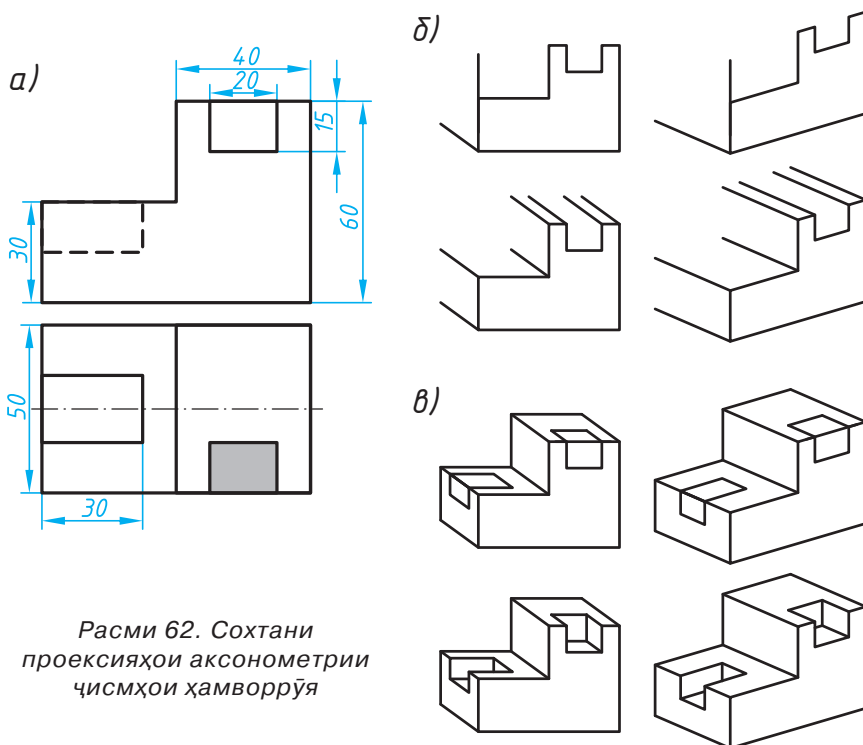 а)
40
20
15
60
30
50
30
б)
в)
Расми 62. Сохтани
проексияҳои аксонометрии
ҷисмҳои ҳамворрӯя